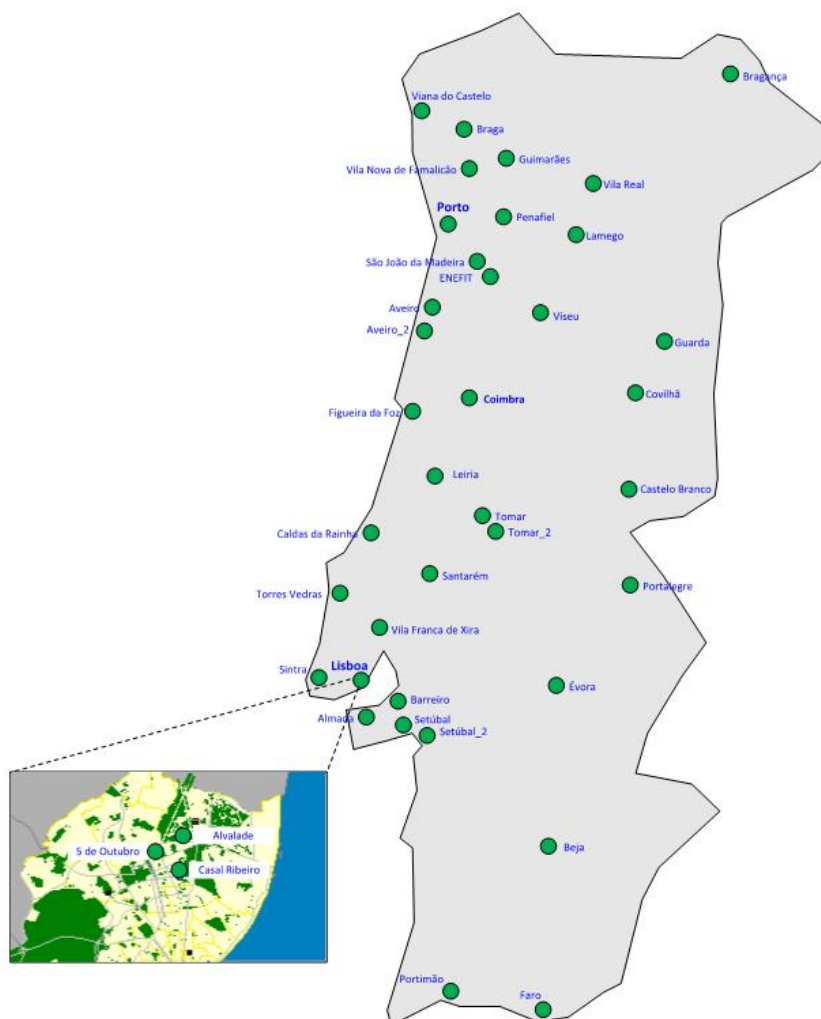 Bragança
Viana do Castelo
Braga
Guimarães
Vila Nova de Famalicão
Vila Real
Porto
Penafiel
Lamego
São João da Madeira
ENEFIT
Aveiro
Viseu
Aveiro_2
Guarda
Covilhã
Coimbra
Figueira da Foz
Leiria
Castelo Branco
Tomar
Caldas da Rainha
Tomar_2
Santarém
Portalegre
Torres Vedras
Vila Franca de Xira
Lisboa
Sintra
Évora
Barreiro
Almada
Setúbal
Setúbal_2
Alvalade
5 de Outubro
Beja
Casal Ribeiro
Portimão
Faro